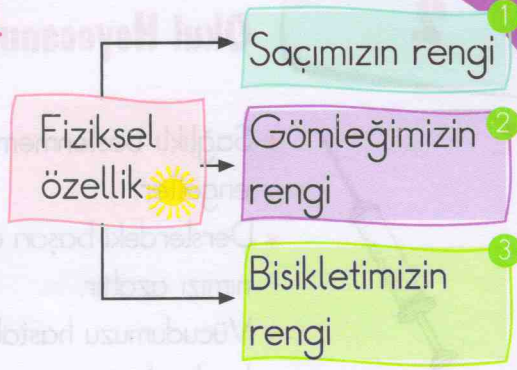 Fiziksel
özellik
1
Saçımızın rengi
2
Gömleğimizin
rengi
3
Bisikletimizin
rengi